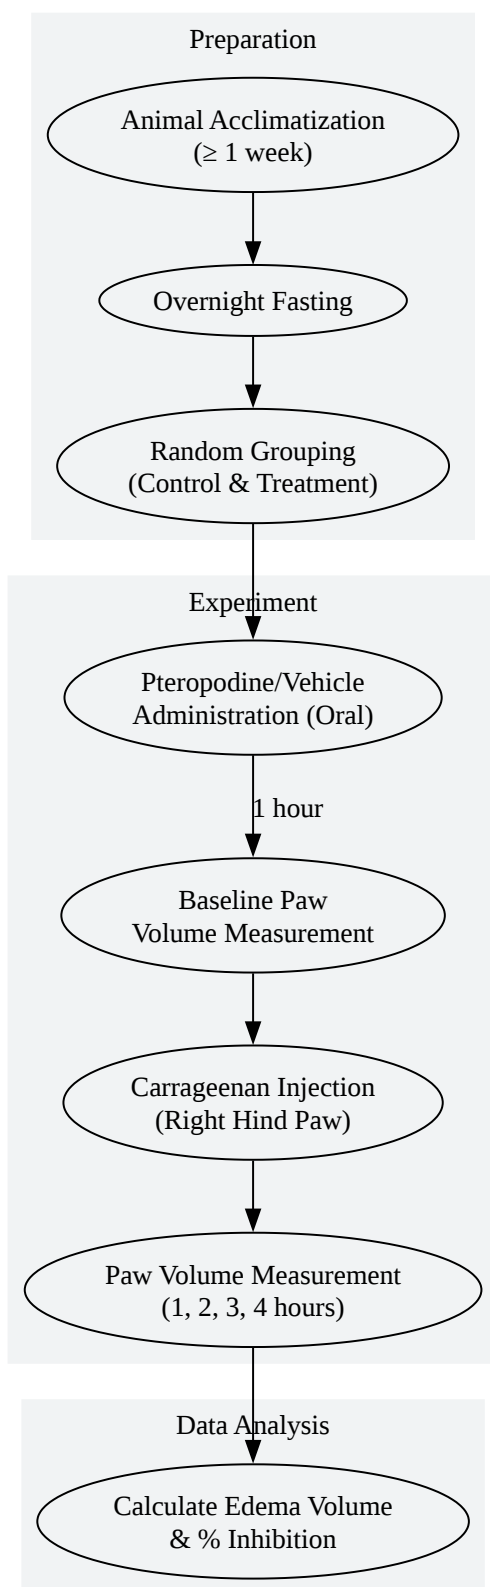 Preparation
Animal Acclimatization
(≥ 1 week)
Overnight Fasting
Random Grouping
(Control & Treatment)
Experiment
Pteropodine/Vehicle
Administration (Oral)
1 hour
Baseline Paw
Volume Measurement
Carrageenan Injection
(Right Hind Paw)
Paw Volume Measurement
(1, 2, 3, 4 hours)
Data Analysis
Calculate Edema Volume
& % Inhibition